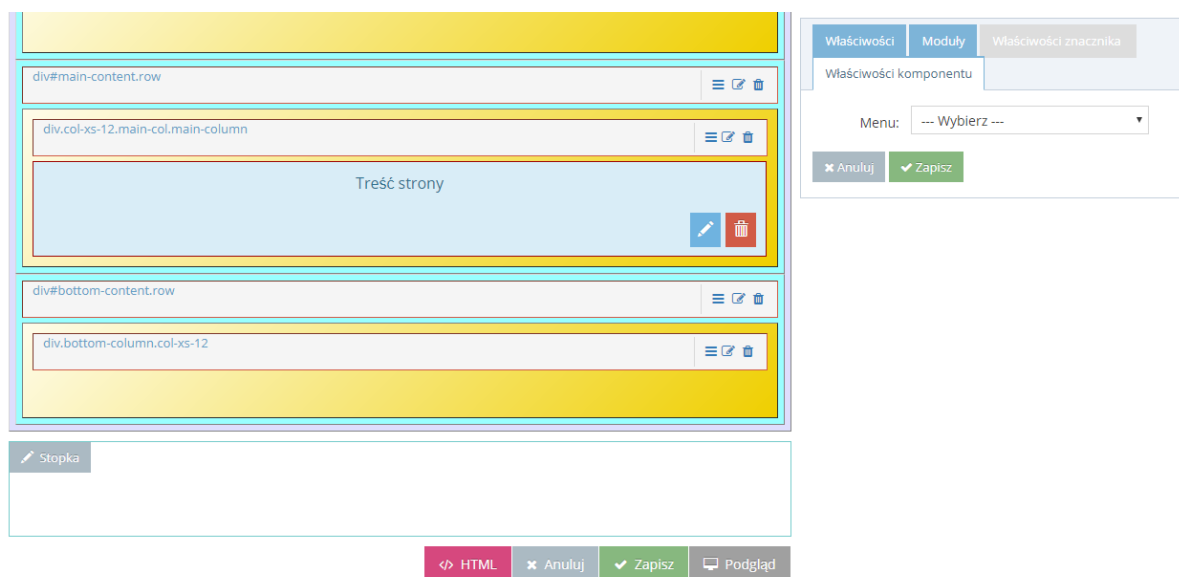 div#main-content.row
div.col-xs-12.main-col.main-column
Treść strony
div#bottom-content.row
div.bottom-column.col-xs-12
Stopka
</> HTML
Anuluj
Zapisz
Podgląd
Właściwości
Moduły
Właściwości znacznika
Właściwości komponentu
Menu:
--- Wybierz ---
Anuluj
Zapisz